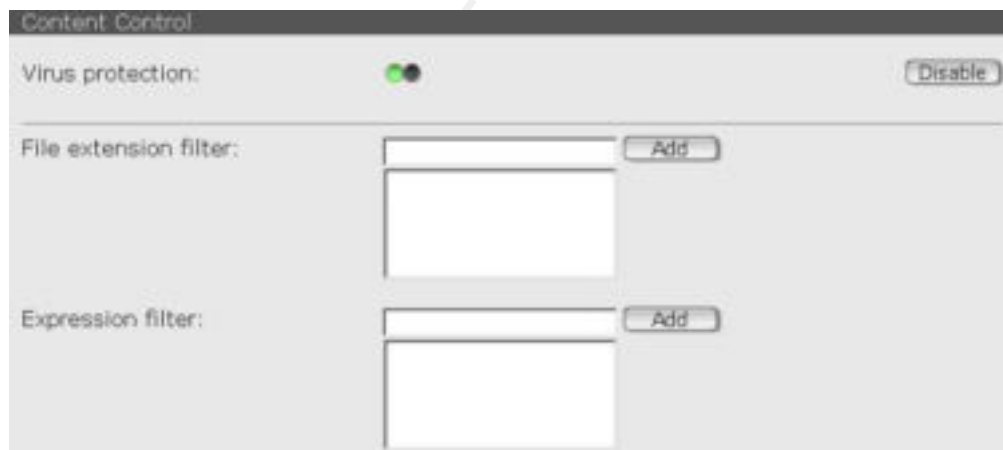 Content Control
Virus protection:
Disable
File extension filter:
Add
Expression filter:
Add